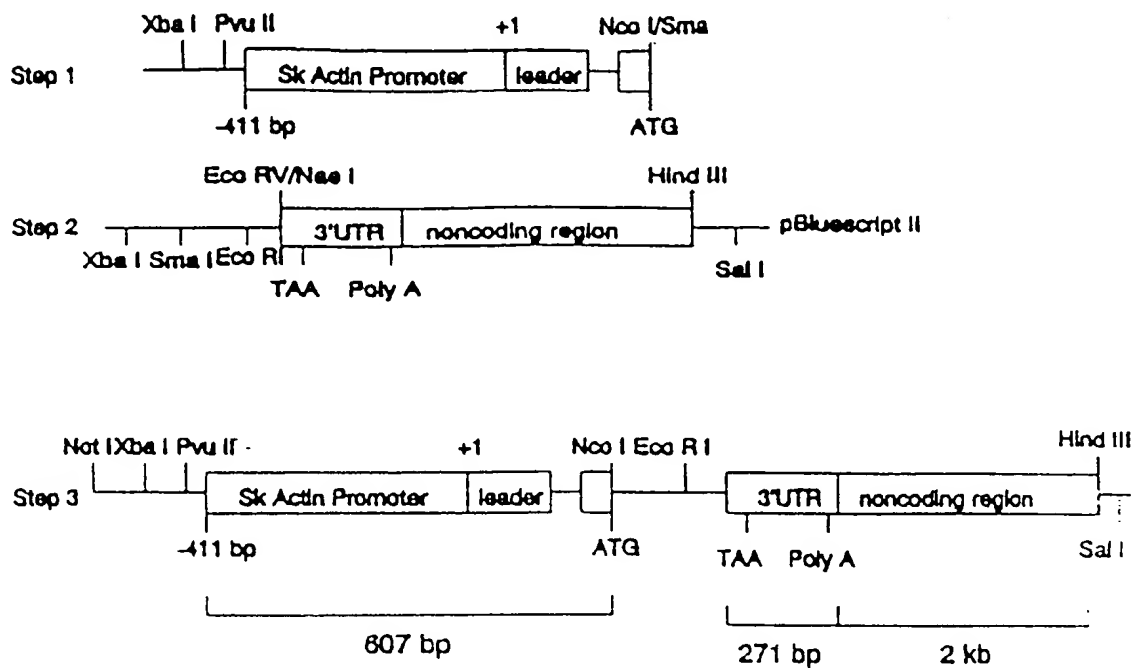 Xba I Pvu II +1 Nco I/Sma
Step 1 Sk Actin Promoter leader
-411 bp ATG
Eco RV/Nae I Hind III
Step 2 3'UTR noncoding region pBluescript II
Xba I Sma I Eco RI Sal I
TAA Poly A
Not I Xba I Pvu II +1 Nco I Eco R I Hind III
Step 3 Sk Actin Promoter leader 3'UTR noncoding region
-411 bp ATG TAA Poly A Sal I
607 bp 271 bp 2 kb